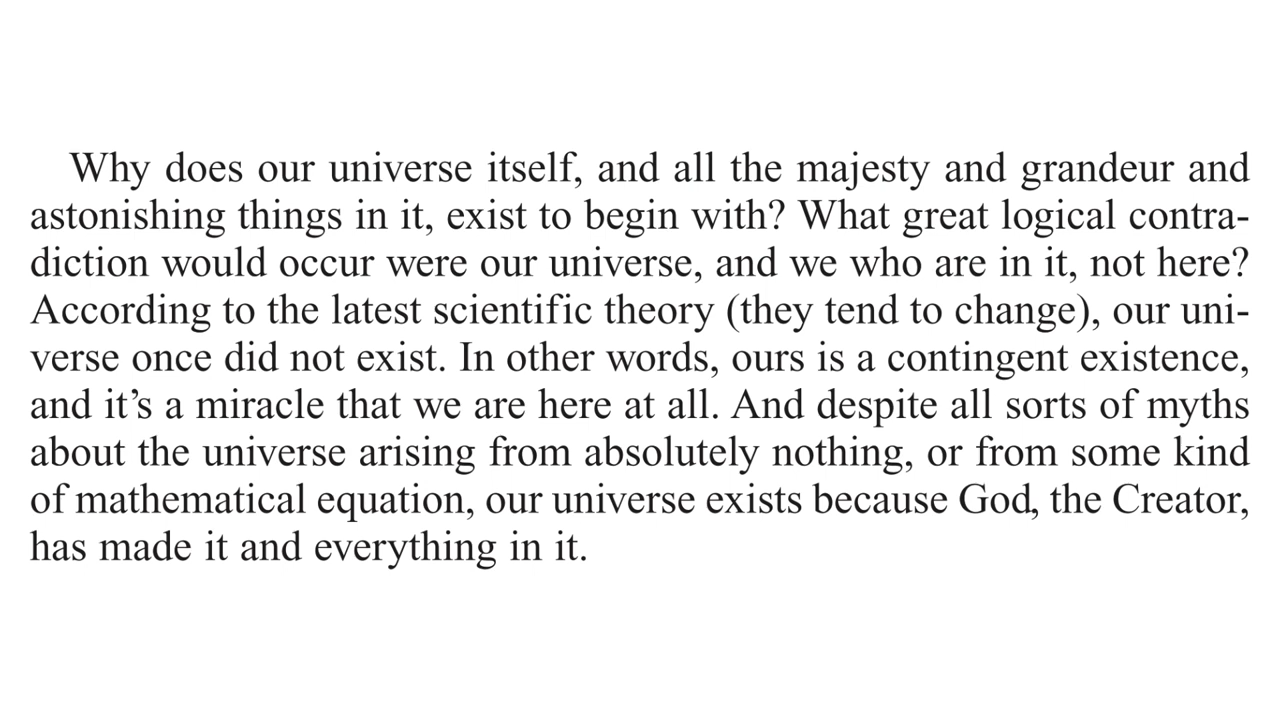 Why does our universe itself, and all the majesty and grandeur and
astonishing things in it, exist to begin with? What great logical contra-
diction would occur were our universe, and we who are in it, not here?
According to the latest scientific theory (they tend to change), our uni-
verse once did not exist. In other words, ours is a contingent existence,
and it’s a miracle that we are here at all. And despite all sorts of myths
about the universe arising from absolutely nothing, or from some kind
of mathematical equation, our universe exists because God, the Creator,
has made it and everything in it.